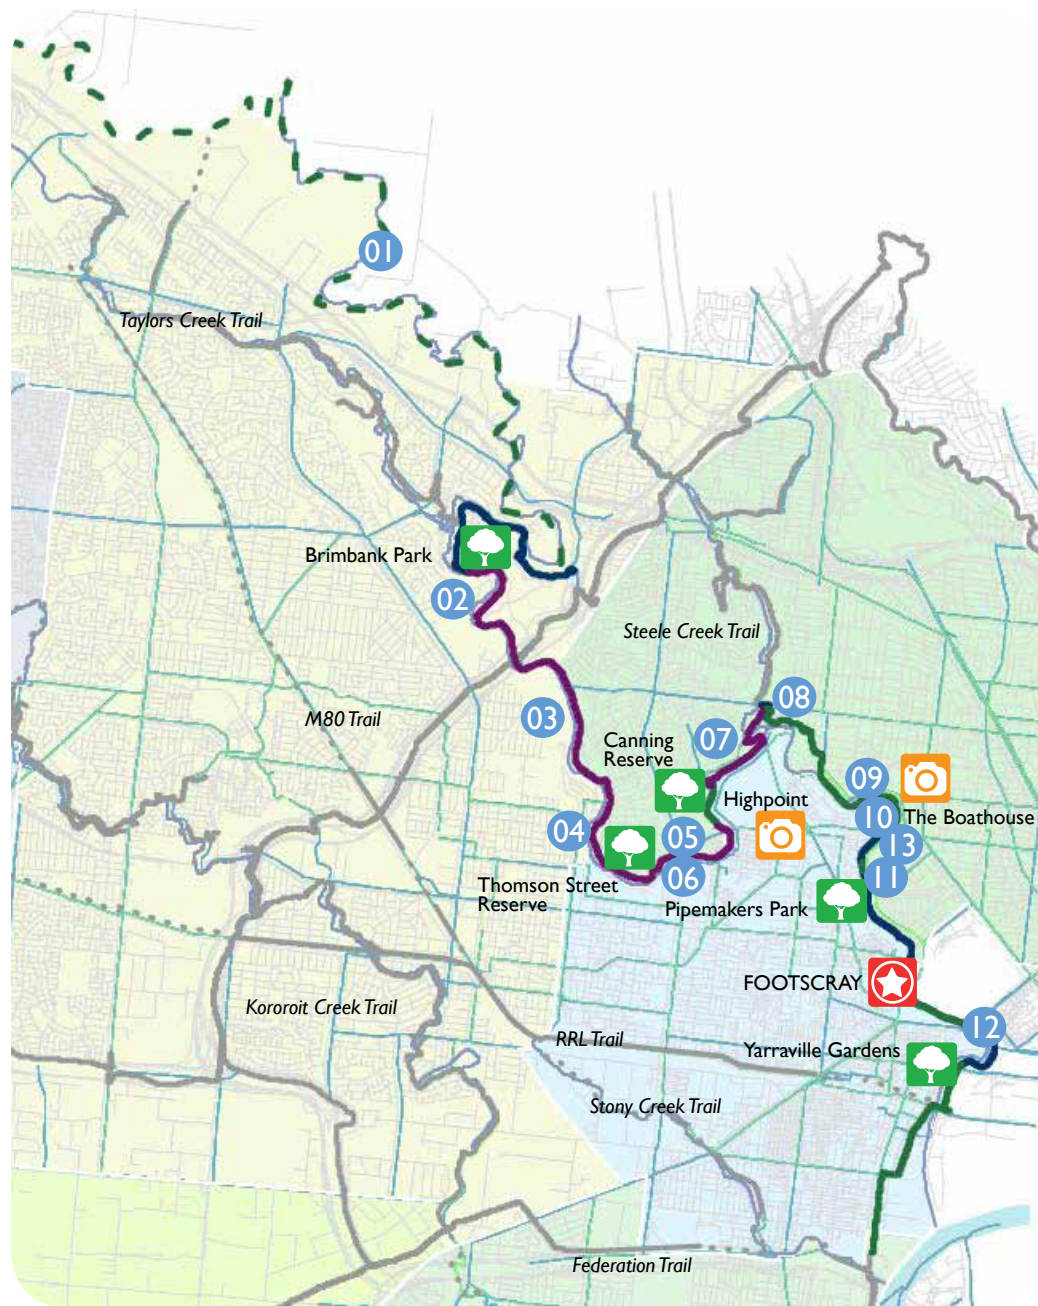 01
Taylors Creek Trail
Brimbank Park
02
Steele Creek Trail
M80 Trail
03
08
07
Canning
Reserve
Highpoint
09
10
The Boathouse
04
05
13
06
11
Thomson Street
Reserve
Pipemakers Park
FOOTSCRAY
Kororoit Creek Trail
12
RRL Trail
Yarraville Gardens
Stony Creek Trail
Federation Trail